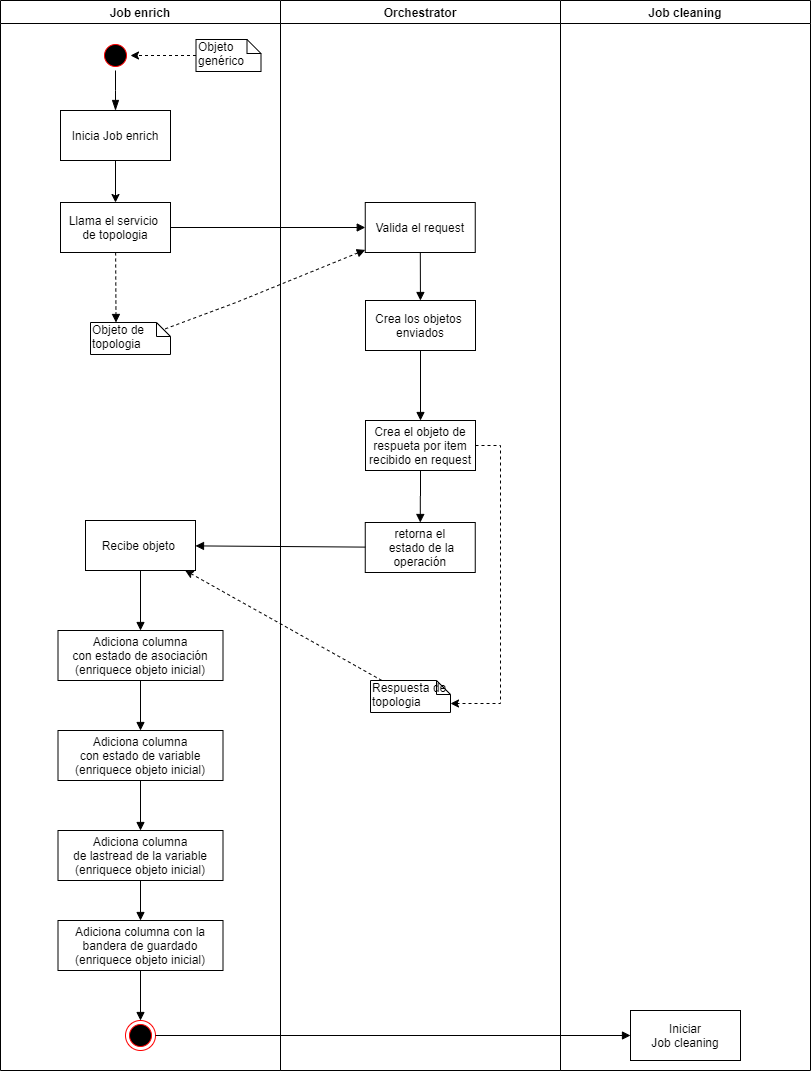 Job enrich
Orchestrator
Job cleaning
Objeto
genérico
Inicia Job enrich
Llama el servicio
de topologia
Valida el request
Objeto de
topologia
Crea los objetos
enviados
Crea el objeto de
respueta por item
recibido en request
retorna el
estado de la
operación
Recibe objeto
Adiciona columna
con estado de asociación
(enriquece objeto inicial)
Respuesta de
topologia
Adiciona columna
con estado de variable
(enriquece objeto inicial)
Adiciona columna
de lastread de la variable
(enriquece objeto inicial)
Adiciona columna con la
bandera de guardado
(enriquece objeto inicial)
Iniciar
Job cleaning